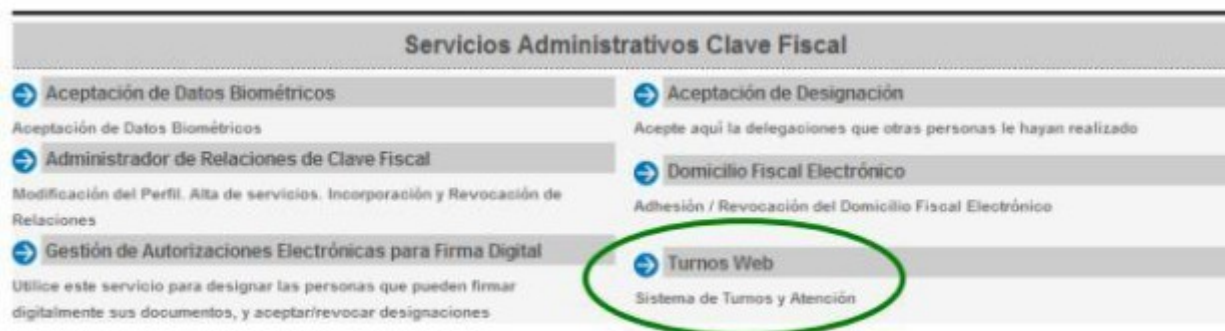 Servicios Administrativos Clave Fiscal
Aceptación de Datos Biométricos
Aceptación de Datos Biométricos
Administrador de Relaciones de Clave Fiscal
Modificación del Perfil. Alta de servicios. Incorporación y Revocación de
Relaciones
Gestión de Autorizaciones Electrónicas para Firma Digital
Utilice este servicio para designar las personas que pueden firmar
digitalmente sus documentos, y aceptar/revocar designaciones
Aceptación de Designación
Acepte aquí la delegaciones que otras personas le hayan realizado
Domicilio Fiscal Electrónico
Adhesión / Revocación del Domicilio Fiscal Electrónico
Turnos Web
Sistema de Turnos y Atención